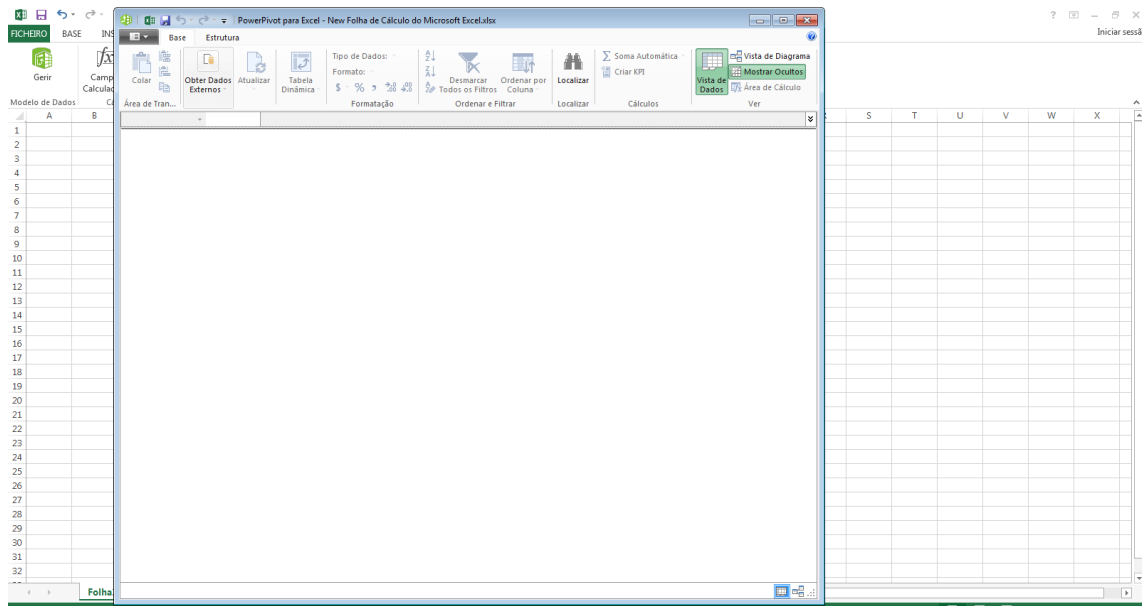 PowerPivot para Excel - New Folha de Cálculo do Microsoft Excel.xlsx
FICHEIRO BASE INS
Iniciar sessã
Base Estrutura
Gerir
Camp
Calculac
Modelo de Dados
Colar
Obter Dados
Externos
Atualizar
Tabela
Dinâmica
Tipo de Dados:
Formato:
$ %
Desmarcar
Todos os Filtros
Ordenar por
Coluna
Localizar
Soma Automática
Criar KPI
Vista de
Dados
Vista de Diagrama
Mostrar Ocultos
Área de Cálculo
Área de Tran...
Formatação
Ordenar e Filtrar
Localizar
Cálculos
Ver
A B S T U V W X
1
2
3
4
5
6
7
8
9
10
11
12
13
14
15
16
17
18
19
20
21
22
23
24
25
26
27
28
29
30
31
32
Folha